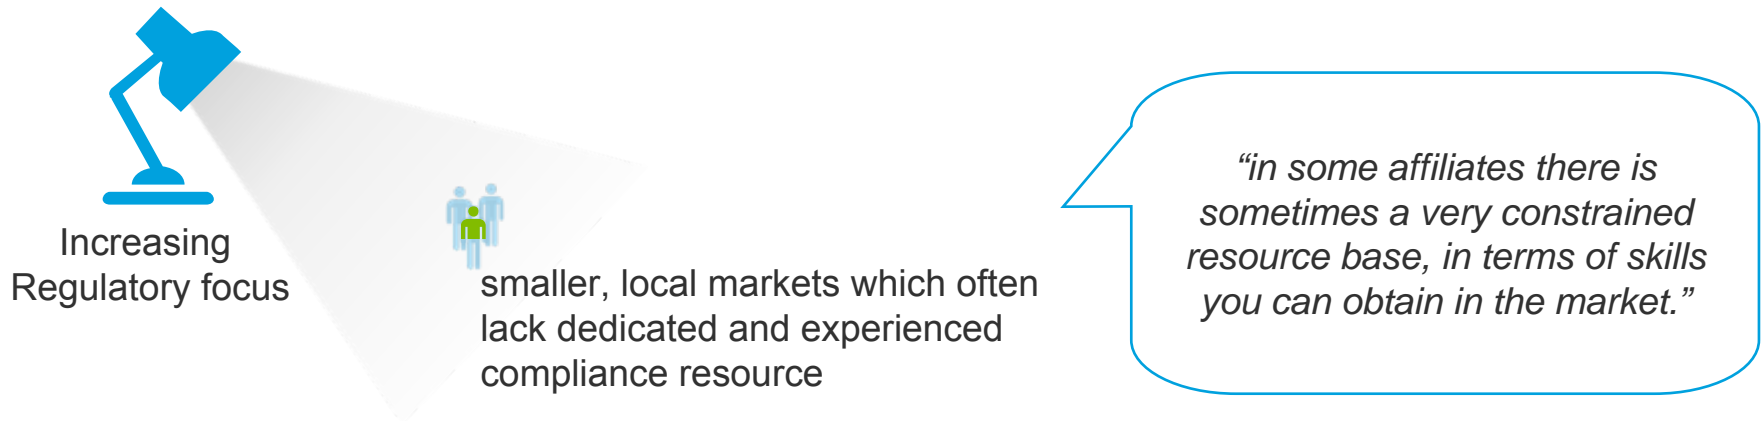 Increasing
Regulatory focus
smaller, local markets which often
lack dedicated and experienced
compliance resource
“in some affiliates there is
sometimes a very constrained
resource base, in terms of skills
you can obtain in the market.”